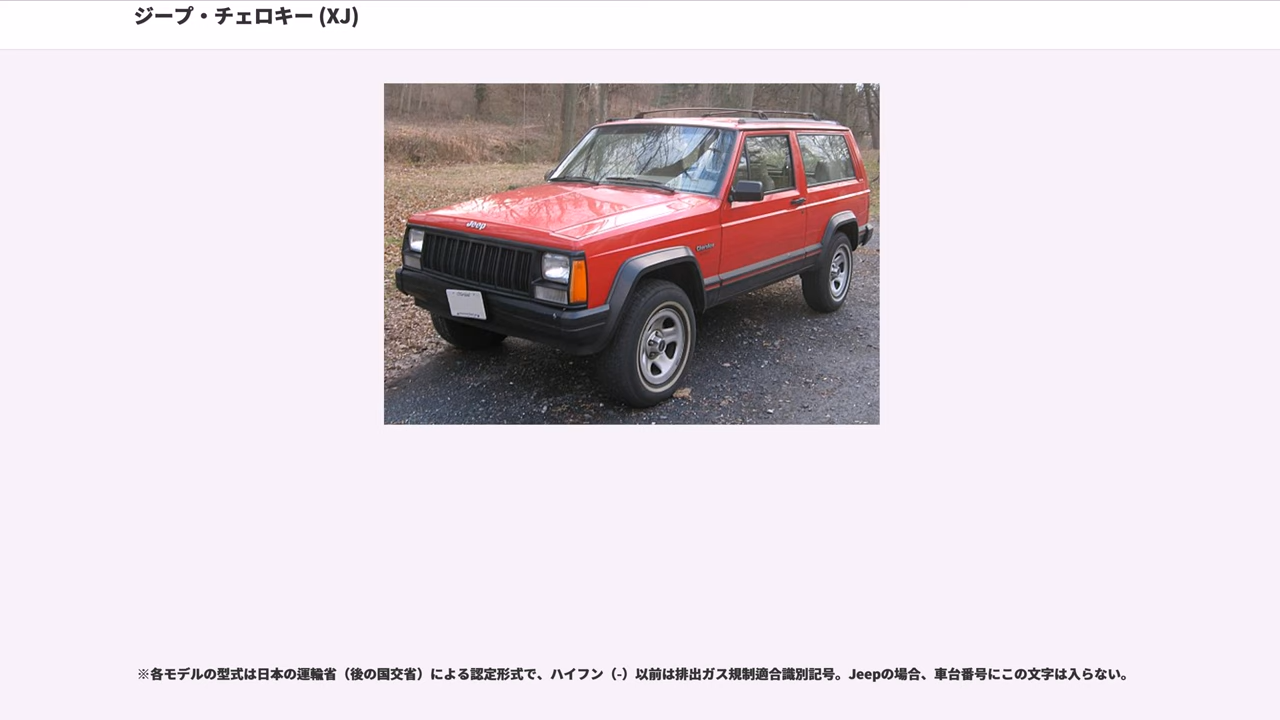 ジープ・チェロキー (XJ)
Jeep
※各モデルの型式は日本の運輸省（後の国交省）による認定形式で、ハイフン（-）以前は排出ガス規制適合識別記号。Jeepの場合、車台番号にこの文字は入らない。